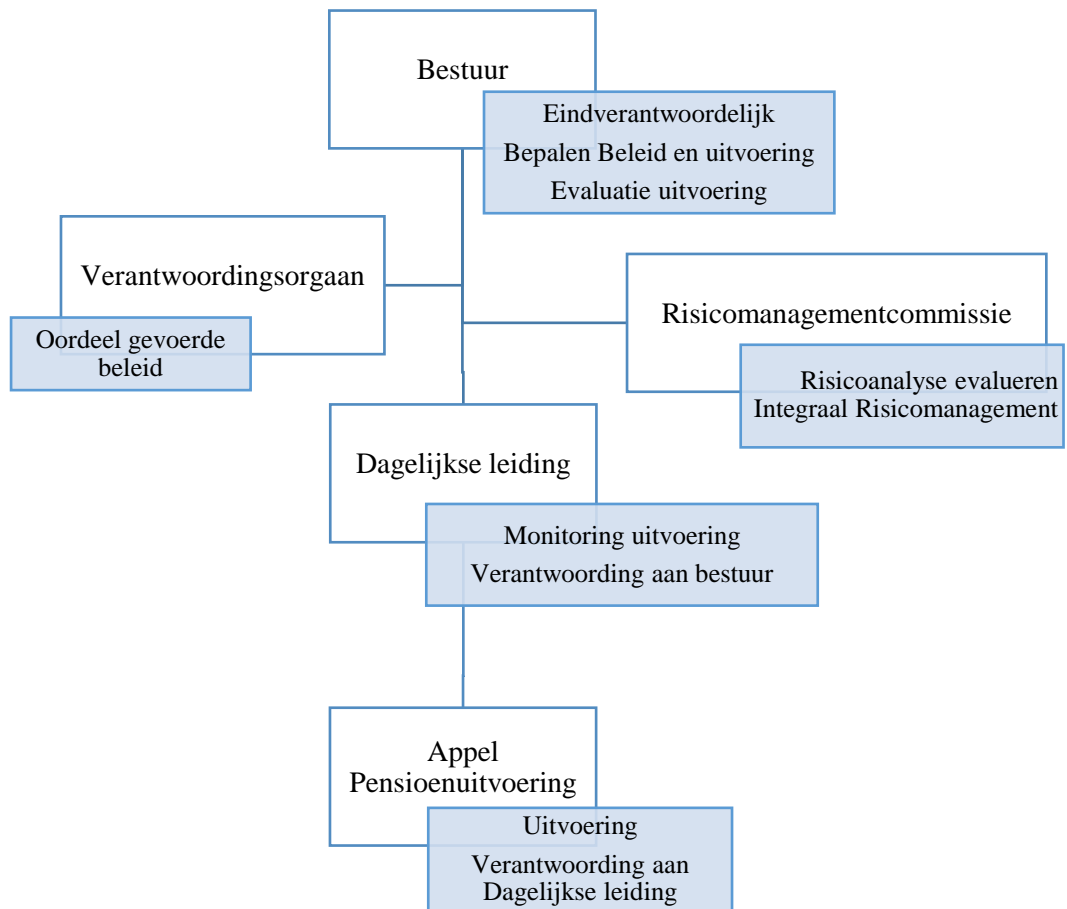 Bestuur
Eindverantwoordelijk
Bepalen Beleid en uitvoering
Evaluatie uitvoering
Verantwoordingsorgaan
Oordeel gevoerde
beleid
Risicomanagementcommissie
Risicoanalyse evalueren
Integraal Risicomanagement
Dagelijkse leiding
Monitoring uitvoering
Verantwoording aan bestuur
Appel
Pensioenuitvoering
Uitvoering
Verantwoording aan
Dagelijkse leiding